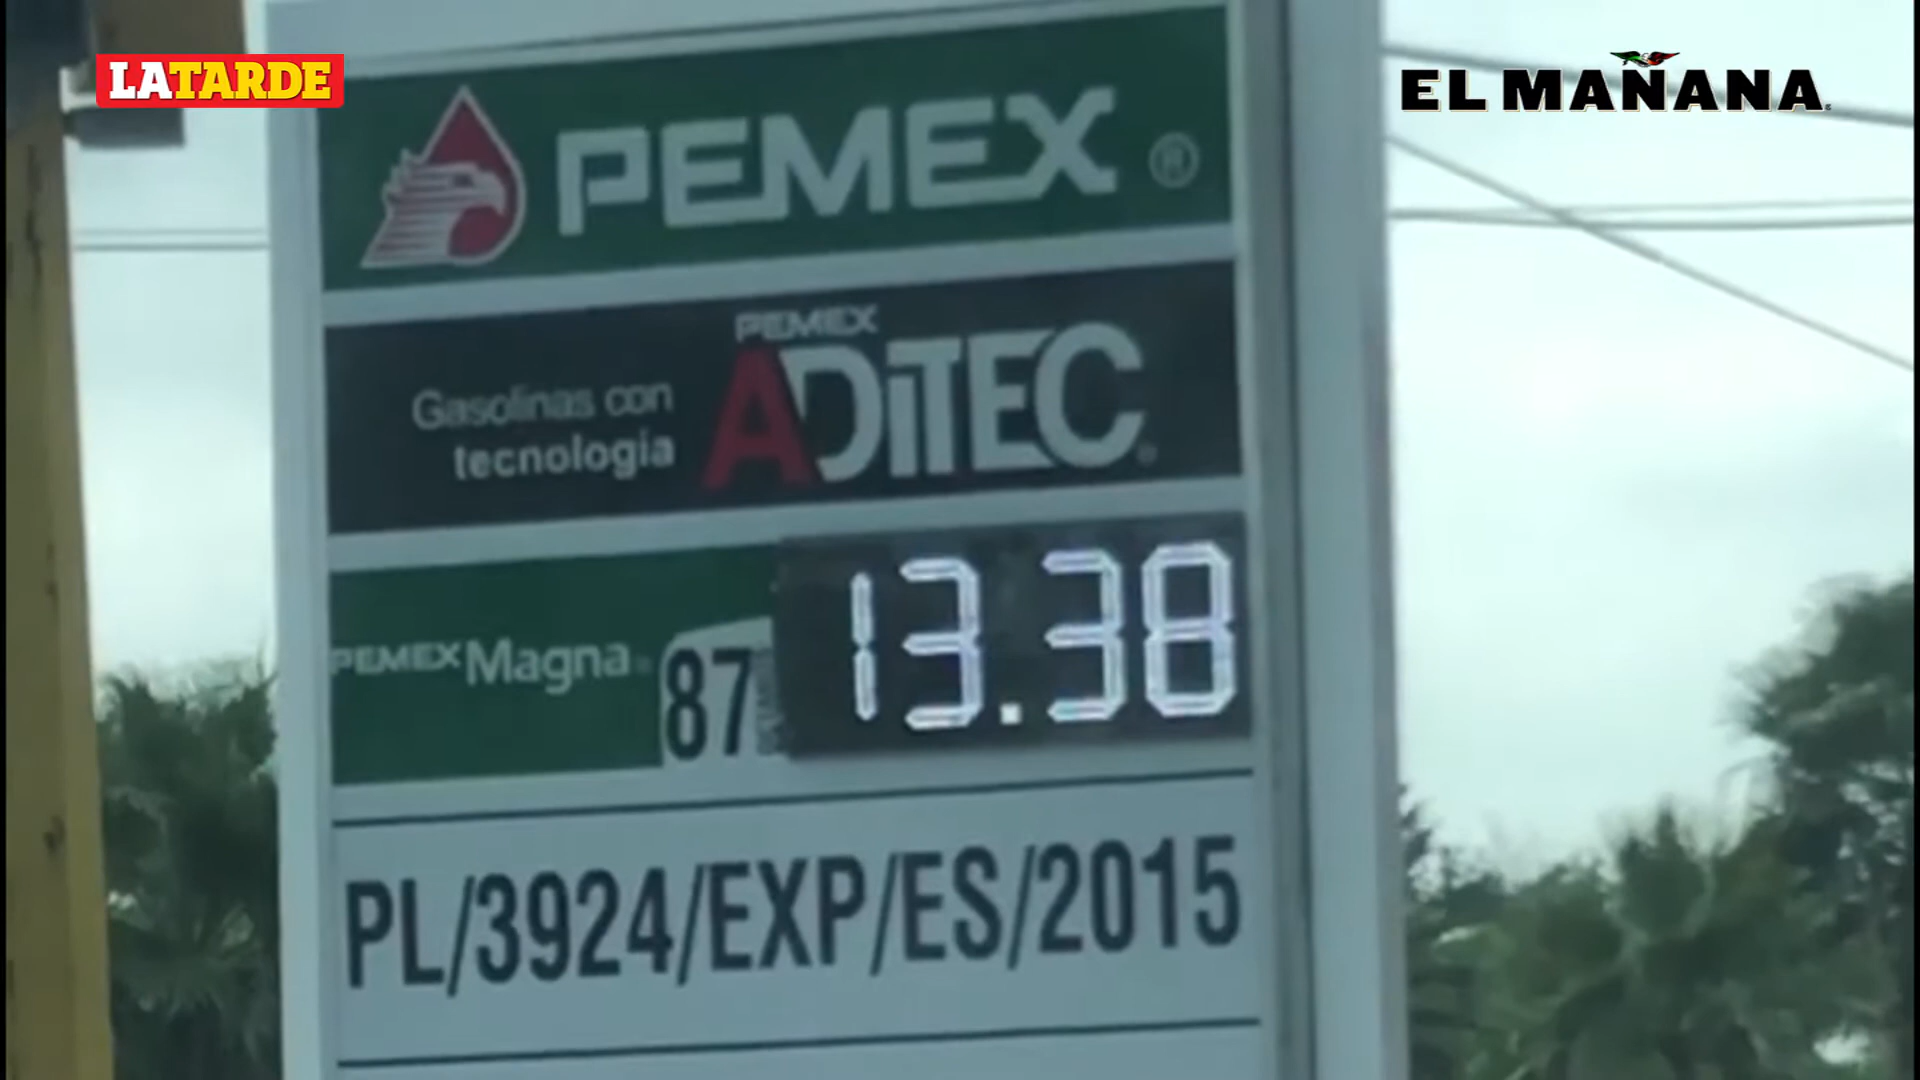 LATARDE
EL MAÑANA
PEMEX ®
PEMEX
Gasolinas con
tecnología
ADITEC
PEMEX Magna
87
13.38
PL/3924/EXP/ES/2015